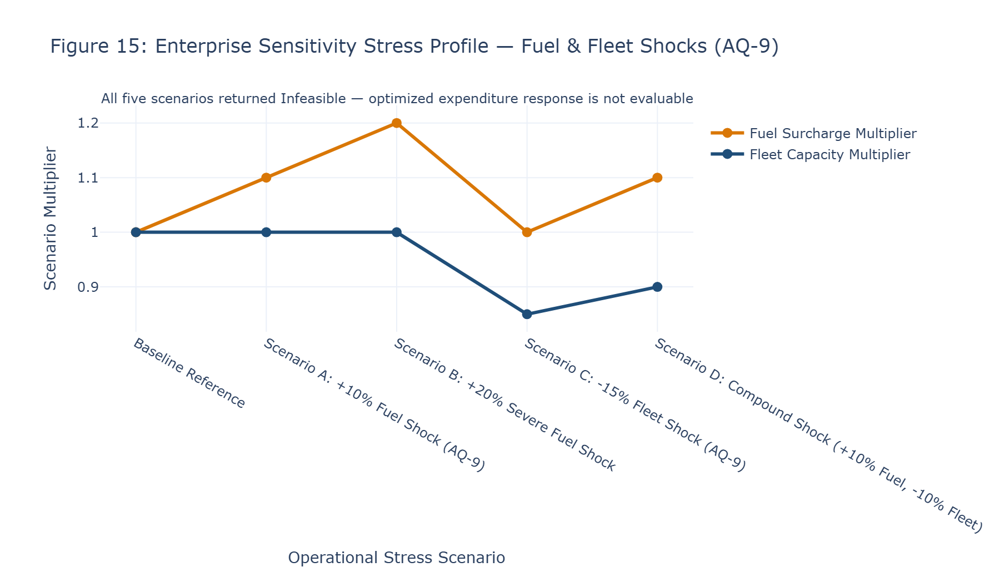 Figure 15: Enterprise Sensitivity Stress Profile — Fuel & Fleet Shocks (AQ-9)
All five scenarios returned Infeasible — optimized expenditure response is not evaluable
Scenario Multiplier
1.2
1.1
1
0.9
Fuel Surcharge Multiplier
Fleet Capacity Multiplier
Baseline Reference
Scenario A: +10% Fuel Shock (AQ-9)
Scenario B: +20% Severe Fuel Shock
Scenario C: -15% Fleet Shock (AQ-9)
Scenario D: Compound Shock (+10% Fuel, -10% Fleet)
Operational Stress Scenario